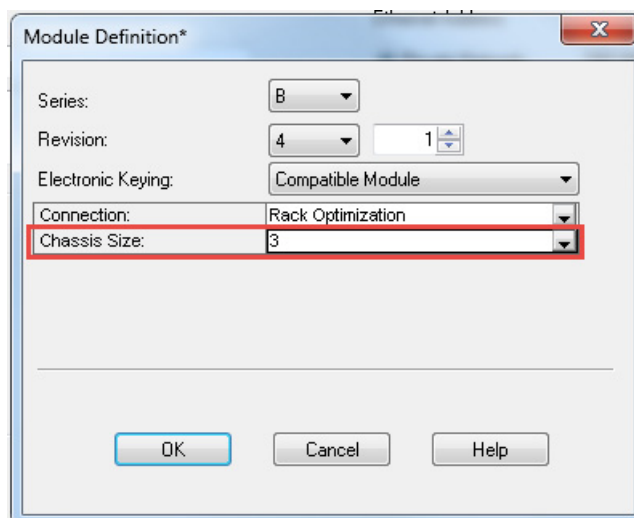 Module Definition*
X
Series: B
Revision: 4 1
Electronic Keying: Compatible Module
Connection: Rack Optimization
Chassis Size: 3
OK Cancel Help